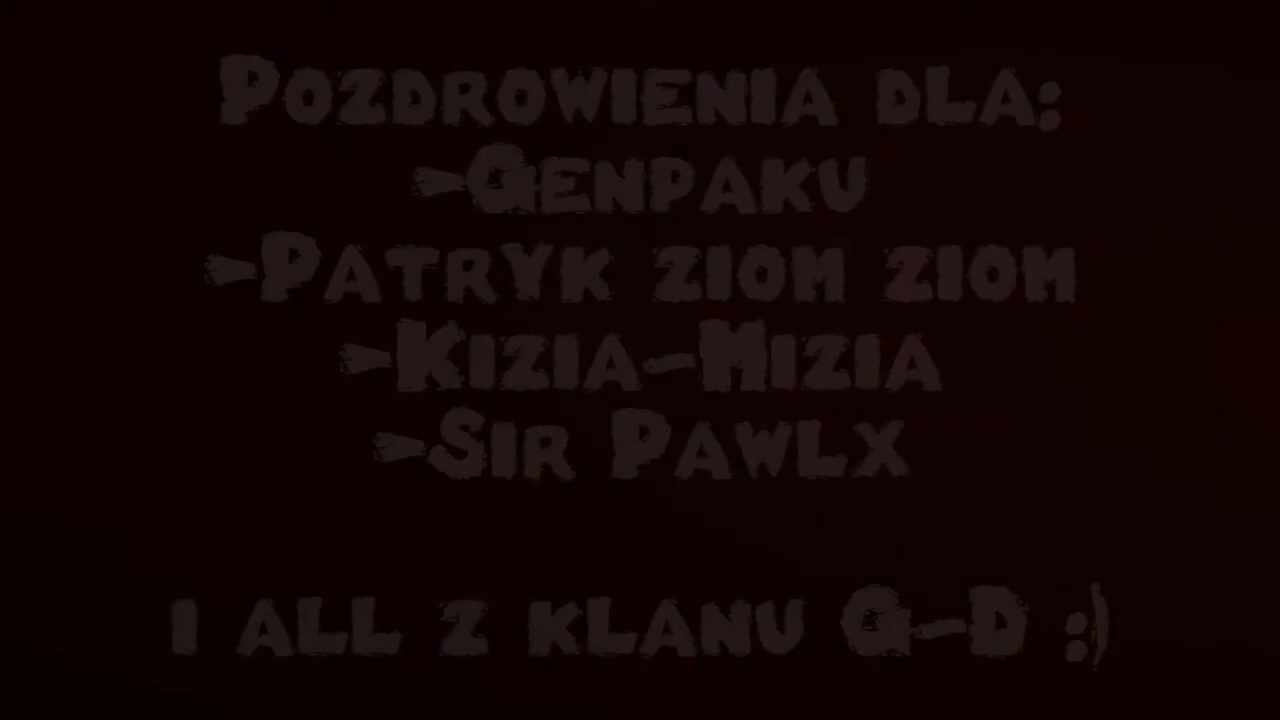 Pozdrowienia dla:
-Genpaku
-Patryk ziom ziom
-Kizia-Mizia
-Sir Pawlx
i all z klanu G-D :)